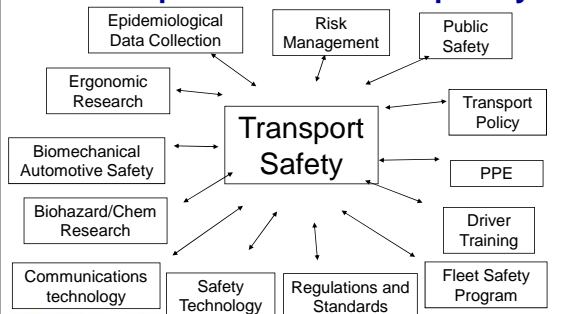 Epidemiological
Data Collection
Risk
Management
Public
Safety
Ergonomic
Research
Transport
Policy
Transport
Safety
Biomechanical
Automotive Safety
PPE
Biohazard/Chem
Research
Driver
Training
Communications
technology
Safety
Technology
Regulations and
Standards
Fleet Safety
Program